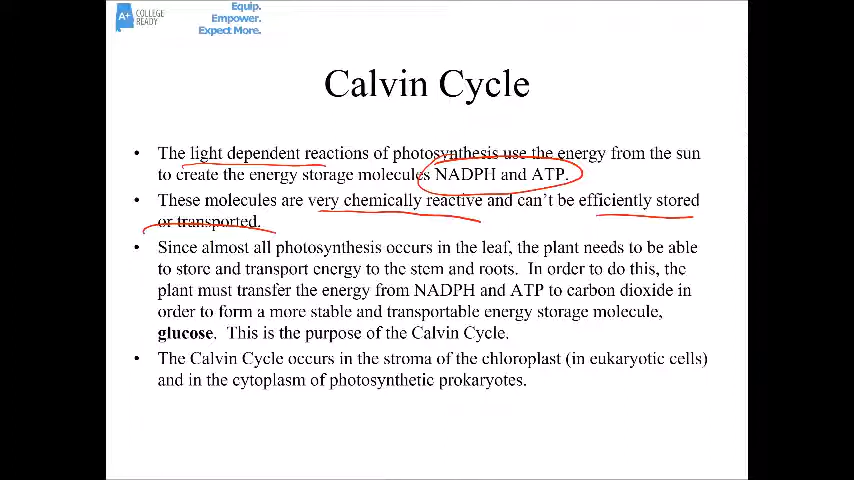 A+ COLLEGE
READY
Equip.
Empower.
Expect More.
Calvin Cycle
• The light dependent reactions of photosynthesis use the energy from the sun
to create the energy storage molecules NADPH and ATP.
• These molecules are very chemically reactive and can't be efficiently stored
or transported.
• Since almost all photosynthesis occurs in the leaf, the plant needs to be able
to store and transport energy to the stem and roots. In order to do this, the
plant must transfer the energy from NADPH and ATP to carbon dioxide in
order to form a more stable and transportable energy storage molecule,
glucose. This is the purpose of the Calvin Cycle.
• The Calvin Cycle occurs in the stroma of the chloroplast (in eukaryotic cells)
and in the cytoplasm of photosynthetic prokaryotes.